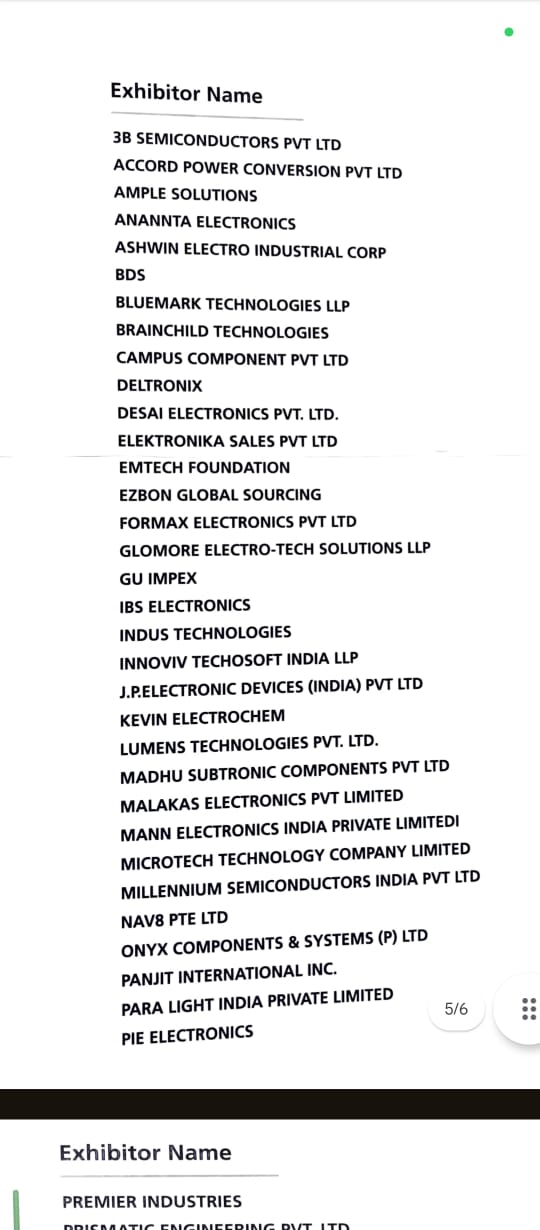 Exhibitor Name
3B SEMICONDUCTORS PVT LTD
ACCORD POWER CONVERSION PVT LTD
AMPLE SOLUTIONS
ANANNTA ELECTRONICS
ASHWIN ELECTRO INDUSTRIAL CORP
BDS
BLUEMARK TECHNOLOGIES LLP
BRAINCHILD TECHNOLOGIES
CAMPUS COMPONENT PVT LTD
DELTRONIX
DESAI ELECTRONICS PVT. LTD.
ELEKTRONIKA SALES PVT LTD
EMTECH FOUNDATION
EZBON GLOBAL SOURCING
FORMAX ELECTRONICS PVT LTD
GLOMORE ELECTRO-TECH SOLUTIONS LLP
GU IMPEX
IBS ELECTRONICS
INDUS TECHNOLOGIES
INNOVIV TECHOSOFT INDIA LLP
J.P.ELECTRONIC DEVICES (INDIA) PVT LTD
KEVIN ELECTROCHEM
LUMENS TECHNOLOGIES PVT. LTD.
MADHU SUBTRONIC COMPONENTS PVT LTD
MALAKAS ELECTRONICS PVT LIMITED
MANN ELECTRONICS INDIA PRIVATE LIMITEDI
MICROTECH TECHNOLOGY COMPANY LIMITED
MILLENNIUM SEMICONDUCTORS INDIA PVT LTD
NAV8 PTE LTD
ONYX COMPONENTS & SYSTEMS (P) LTD
PANJIT INTERNATIONAL INC.
PARA LIGHT INDIA PRIVATE LIMITED
5/6
PIE ELECTRONICS
Exhibitor Name
PREMIER INDUSTRIES
PRISMATIC ENGINEERING PVT LTD